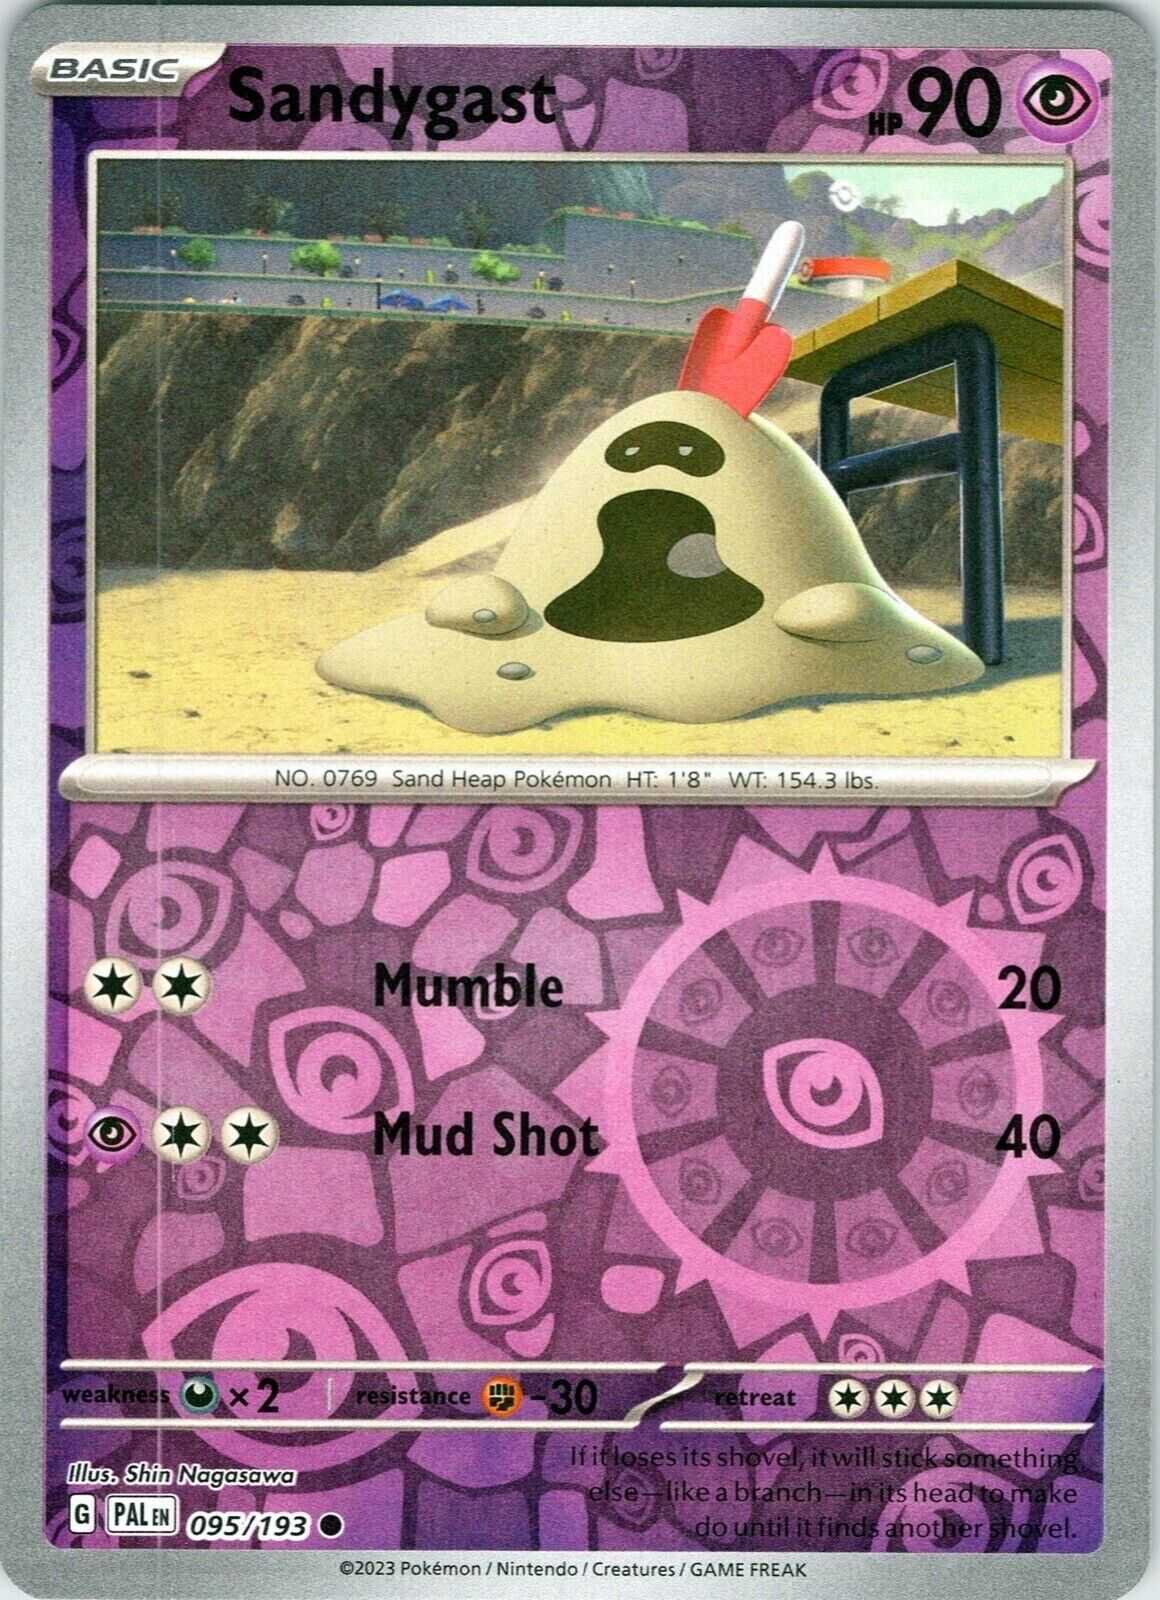 BASIC
Sandygast
HP 90
NO. 0769 Sand Heap Pokémon HT: 1'8" WT: 154.3 lbs.
Mumble 20
Mud Shot 40
weakness ×2 resistance -30 retreat
Illus. Shin Nagasawa
If it loses its shovel, it will stick something
else—like a branch—in its head to make
do until it finds another shovel.
G PAL EN 095/193
©2023 Pokémon / Nintendo / Creatures / GAME FREAK